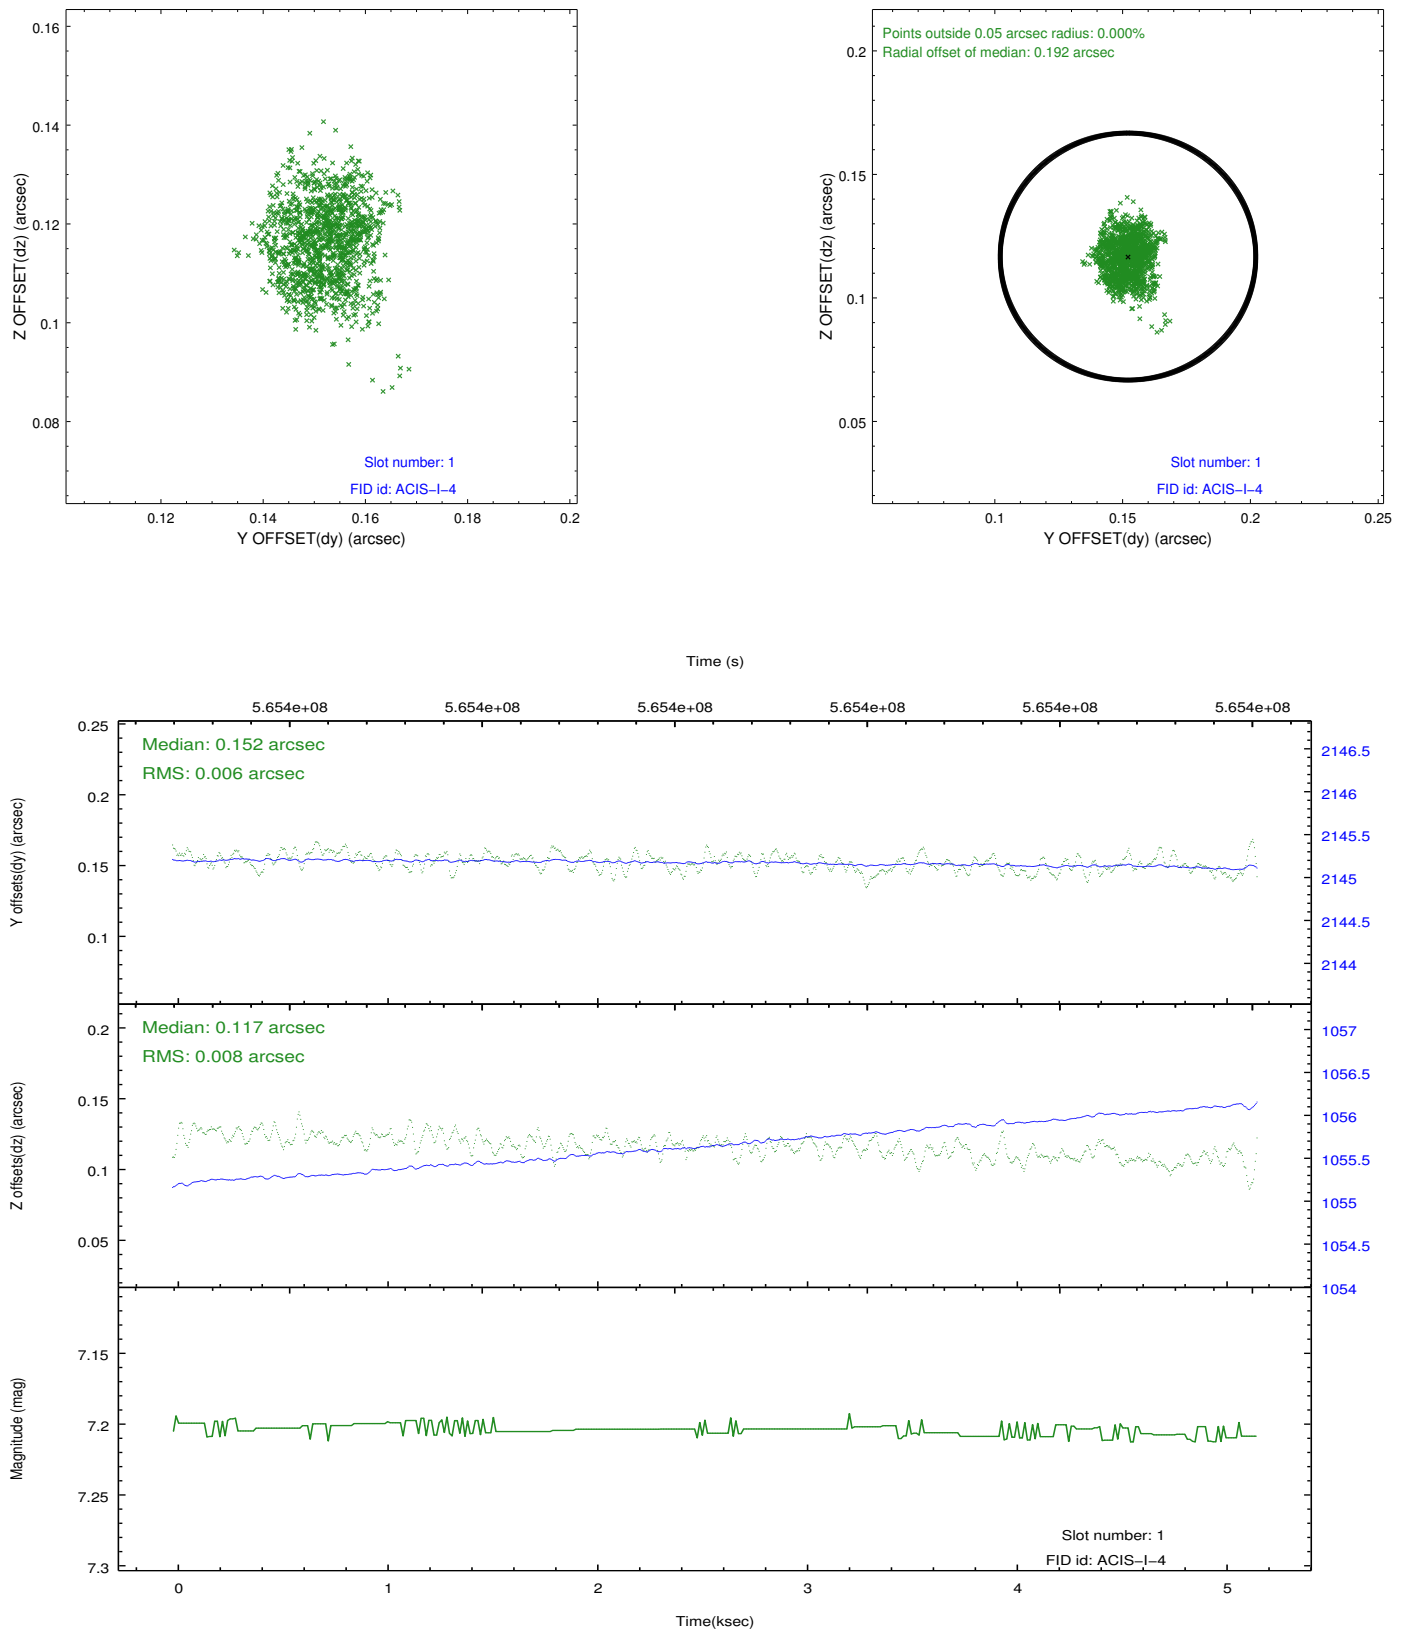 0.16
0.14
0.12
0.1
0.08
Z OFFSET(dz) (arcsec)
Slot number: 1
FID id: ACIS−I−4
0.12 0.14 0.16 0.18 0.2
Y OFFSET(dy) (arcsec)
Points outside 0.05 arcsec radius: 0.000%
Radial offset of median: 0.192 arcsec
0.2
0.15
0.1
0.05
Z OFFSET(dz) (arcsec)
Slot number: 1
FID id: ACIS−I−4
0.1 0.15 0.2 0.25
Y OFFSET(dy) (arcsec)
Time (s)
5.654e+08 5.654e+08 5.654e+08 5.654e+08 5.654e+08 5.654e+08
Median: 0.152 arcsec
RMS: 0.006 arcsec
0.25
0.2
0.15
0.1
Y offsets(dy) (arcsec)
2146.5
2146
2145.5
2145
2144.5
2144
Median: 0.117 arcsec
RMS: 0.008 arcsec
0.2
0.15
0.1
0.05
Z offsets(dz) (arcsec)
1057
1056.5
1056
1055.5
1055
1054.5
1054
7.15
7.2
7.25
7.3
Magnitude (mag)
Slot number: 1
FID id: ACIS−I−4
0 1 2 3 4 5
Time(ksec)